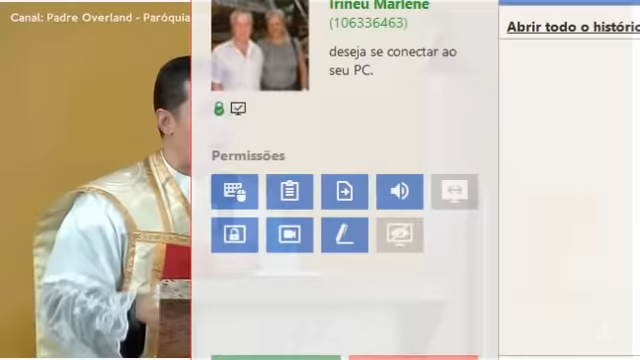 Canal: Padre Overland - Paróquia
Irineu Marlene
(106336463)
deseja se conectar ao
seu PC.
Permissões
Abrir todo o históric